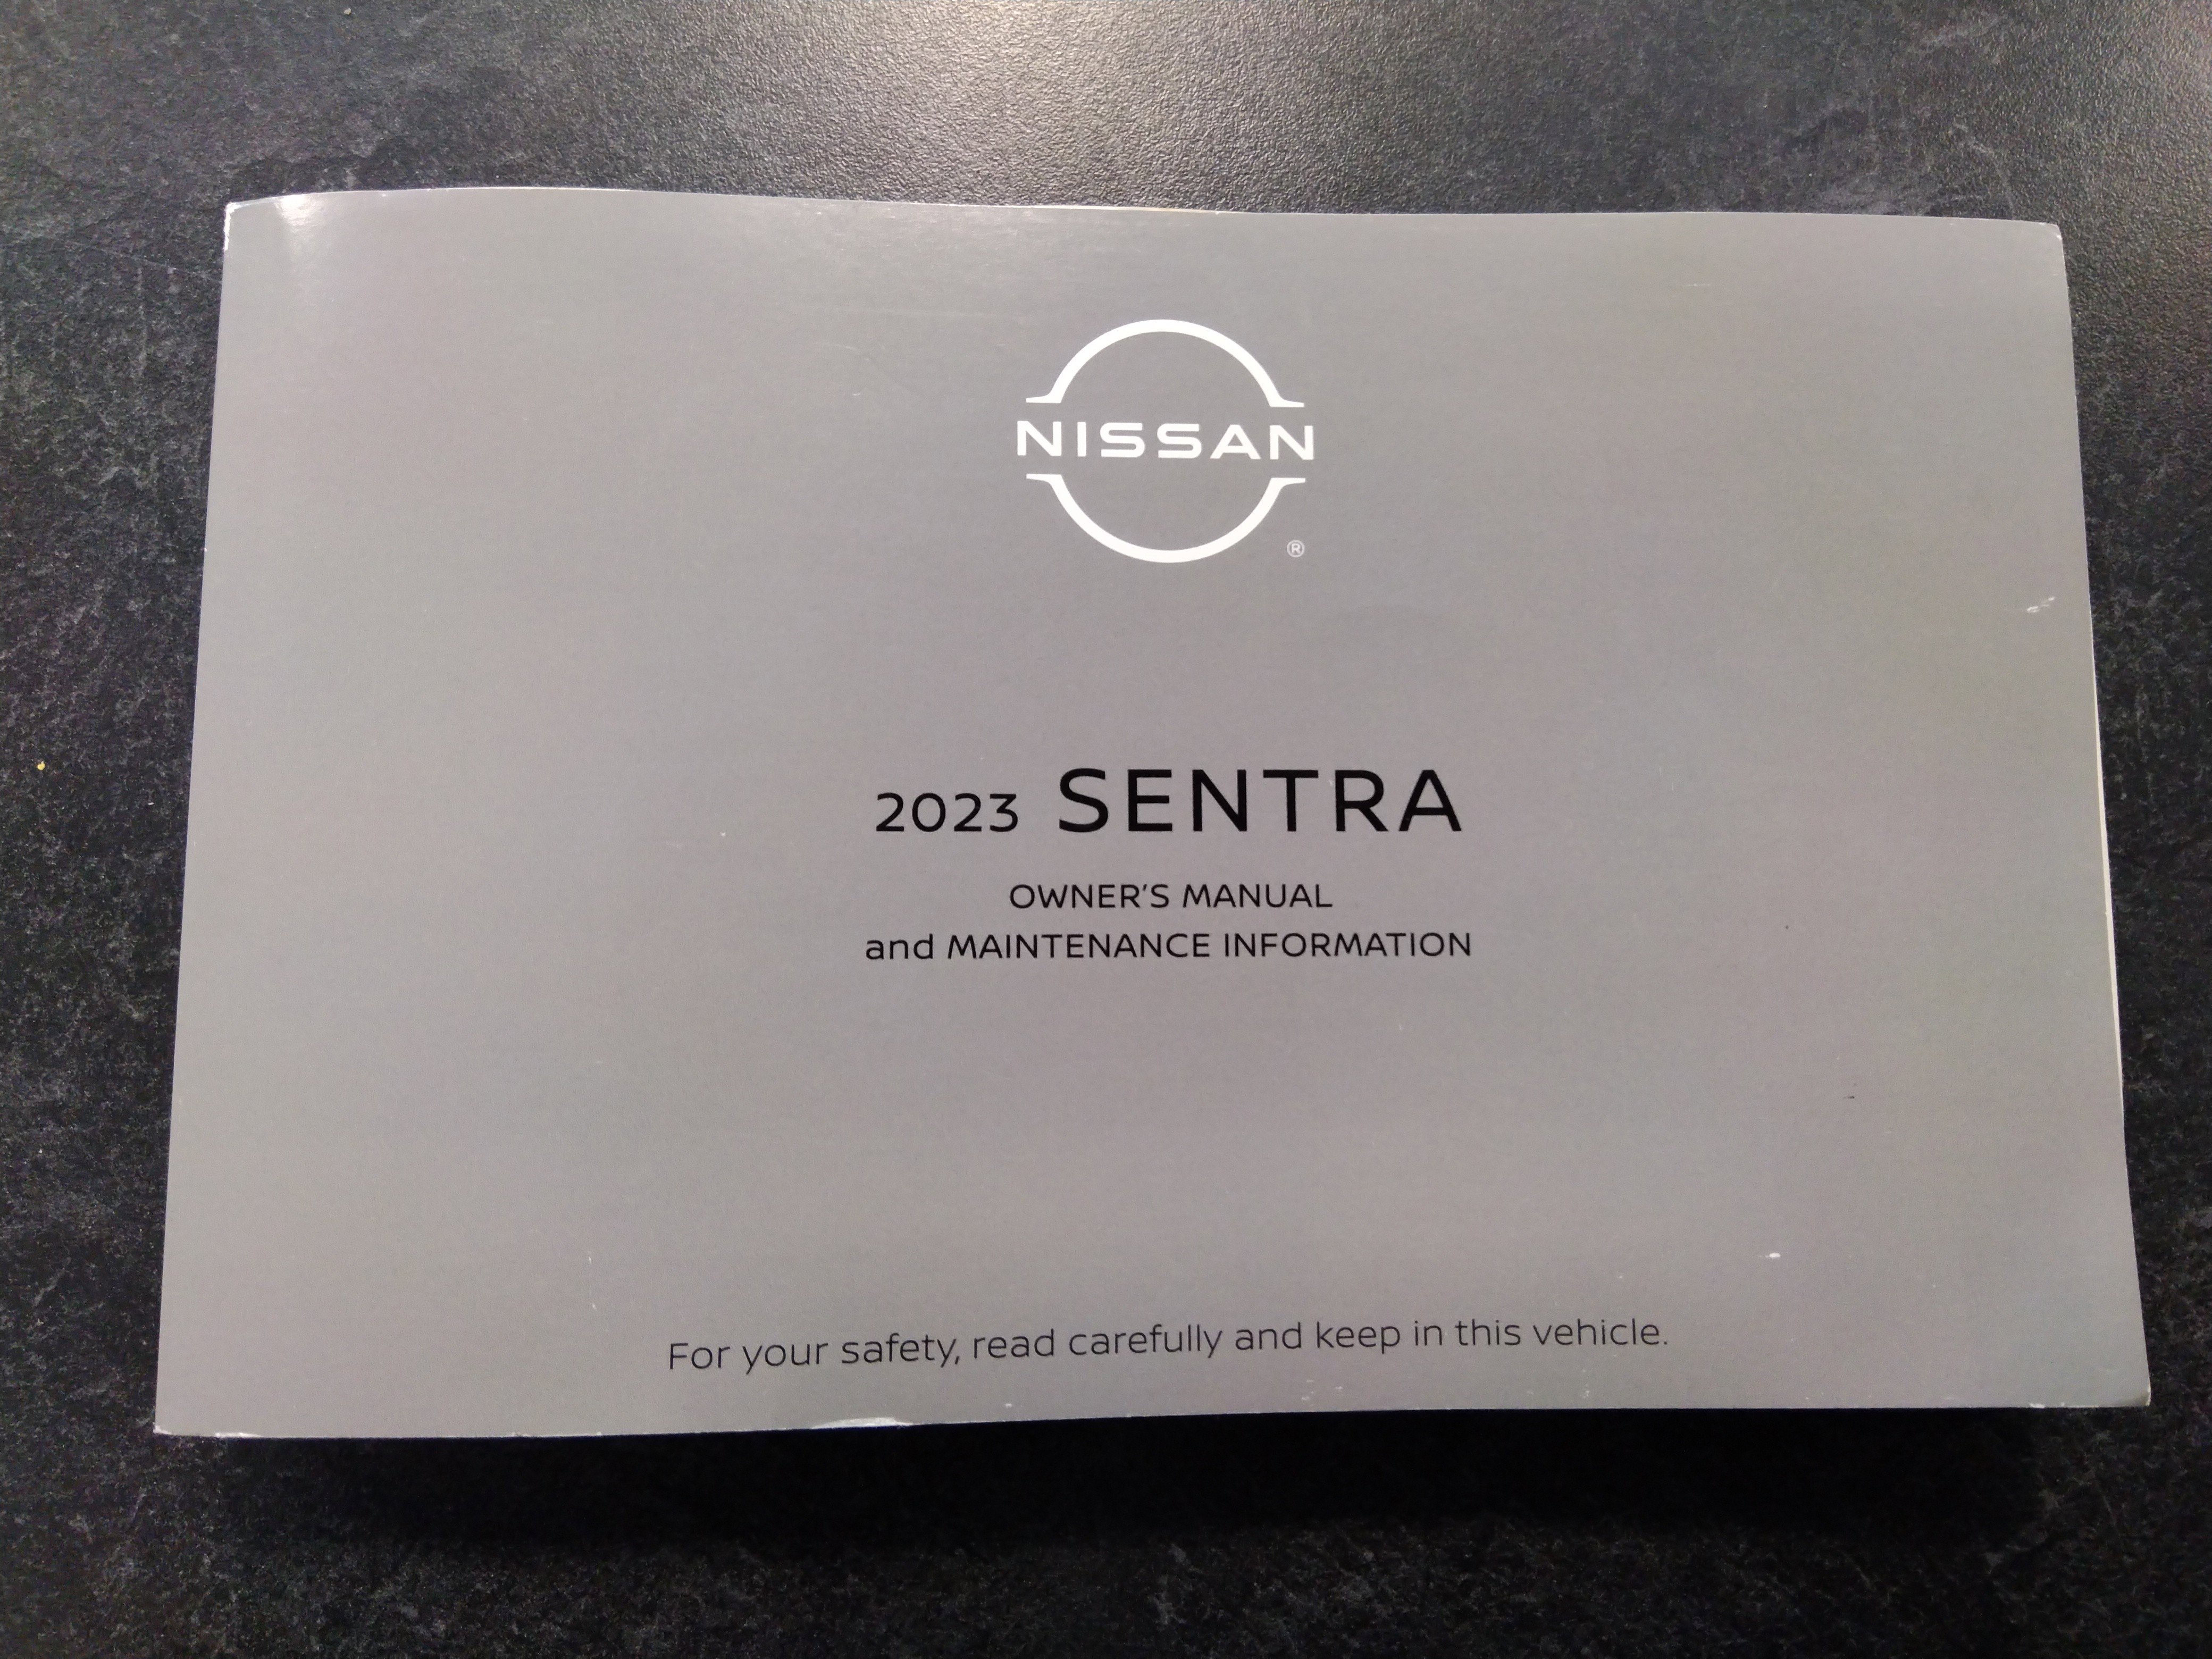 NISSAN
®
2023 SENTRA
OWNER'S MANUAL
and MAINTENANCE INFORMATION
For your safety, read carefully and keep in this vehicle.